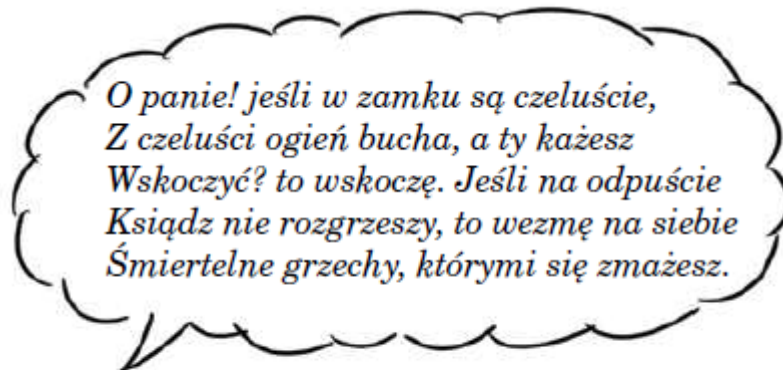 O panie! jeśli w zamku są czeluście,
Z czeluści ogień bucha, a ty każesz
Wskoczyć? to wskoczę. Jeśli na odpuście
Ksiądz nie rozgrzeszy, to wezmę na siebie
Śmiertelne grzechy, którymi się zmażesz.